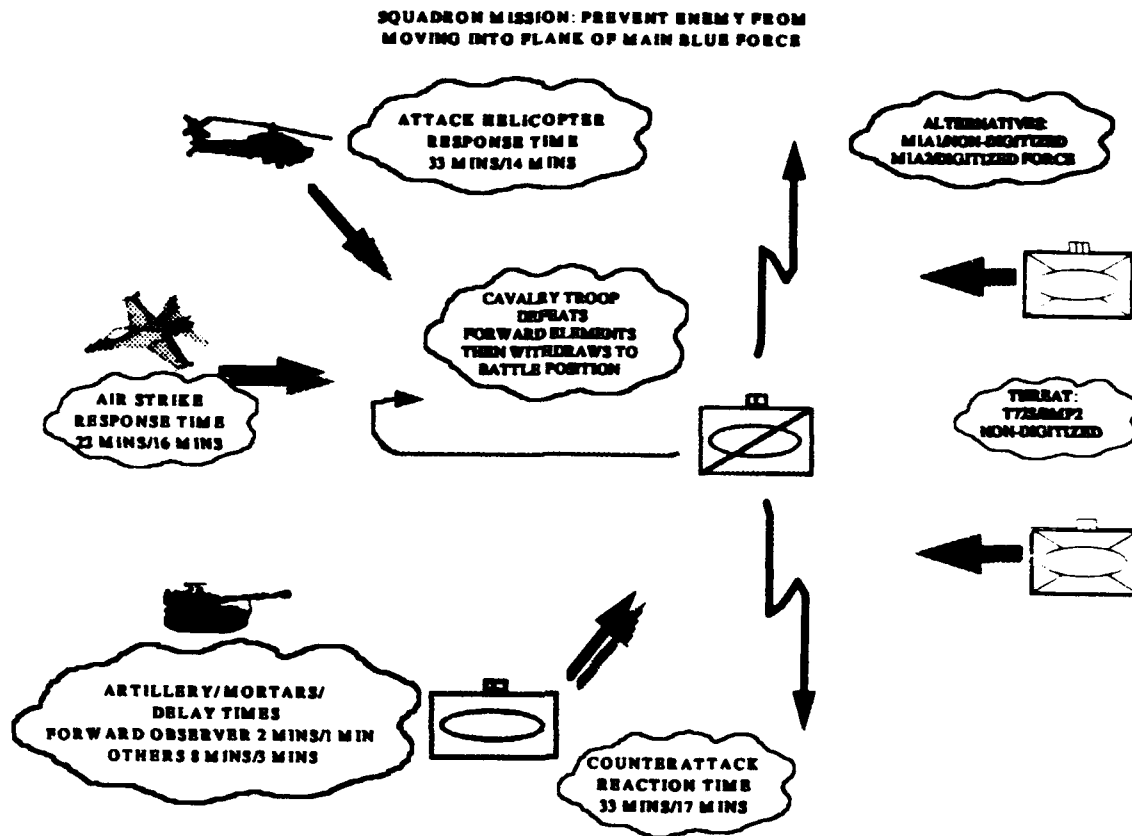 SQUADRON MISSION: PREVENT ENEMY FROM
MOVING INTO FLANK OF MAIN BLUE FORCE
ATTACK HELICOPTER
RESPONSE TIME
33 MINS/14 MINS
ALTERNATIVES:
M1A1/NON-DIGITIZED
M1A2/DIGITIZED FORCE
CAVALRY TROOP
DEFEATS
FORWARD ELEMENTS
THEN WITHDRAWS TO
BATTLE POSITION
AIR STRIKE
RESPONSE TIME
22 MINS/16 MINS
THREAT:
T72S/BMP2
NON-DIGITIZED
ARTILLERY/MORTARS/
DELAY TIMES
FORWARD OBSERVER 2 MINS/1 MIN
OTHERS 8 MINS/3 MINS
COUNTERATTACK
REACTION TIME
33 MINS/17 MINS